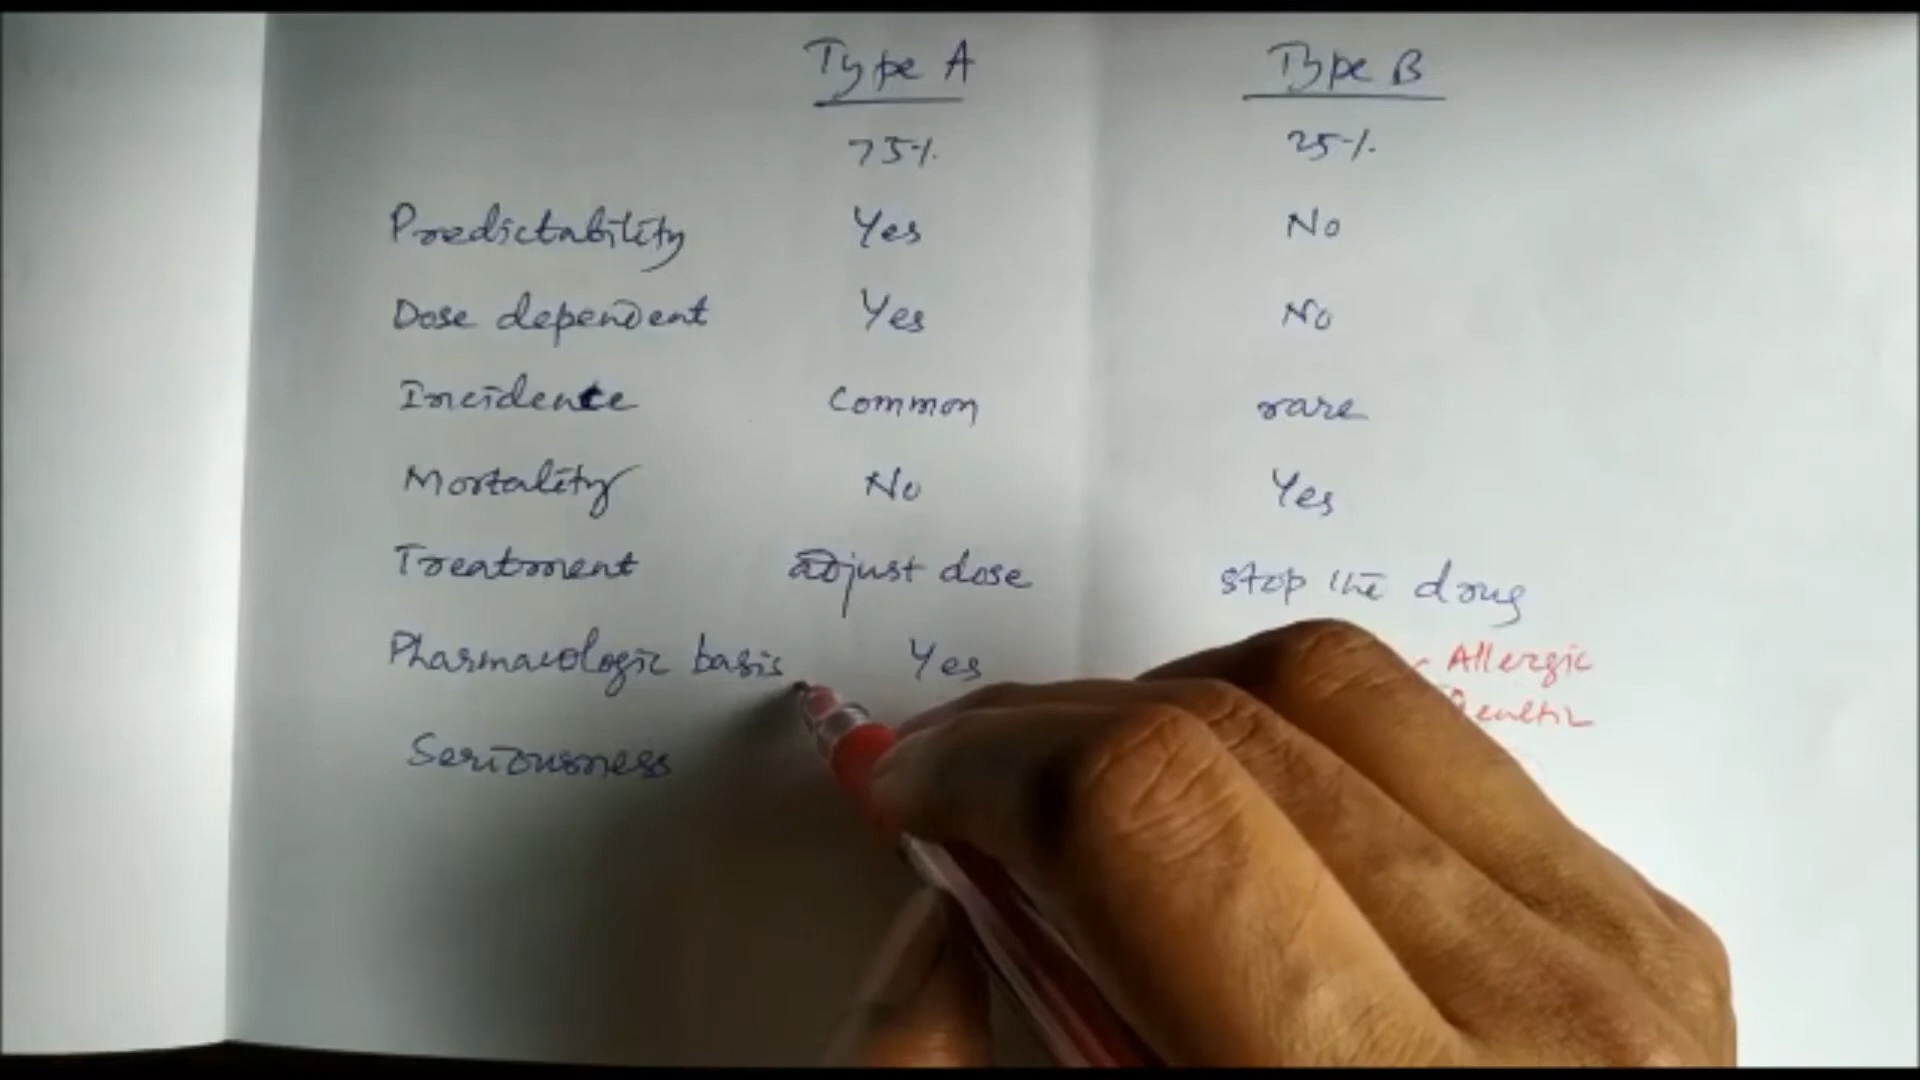 Type A Type B
75% 25%
Predictability Yes No
Dose dependent Yes No
Incidence Common rare
Mortality No Yes
Treatment adjust dose stop the drug
Pharmacologic basis Yes Allergic
Genetic
Seriousness